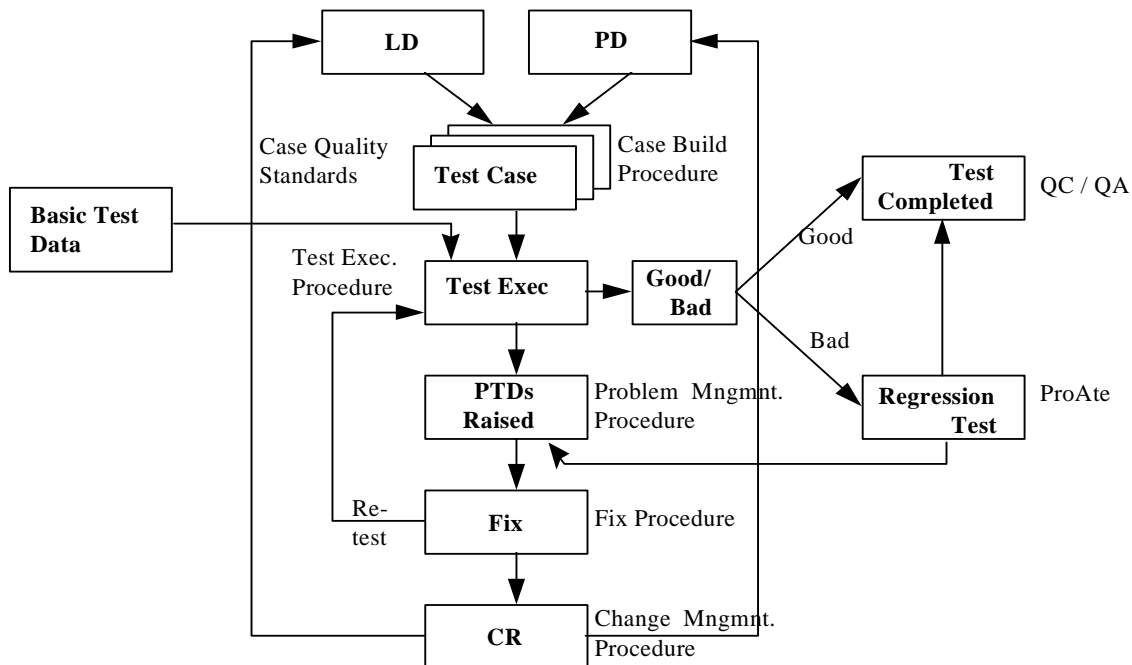 LD
PD
Case Quality
Standards
Test Case
Case Build
Procedure
Test
Completed
QC / QA
Basic Test
Data
Good
Test Exec.
Procedure
Test Exec
Good/
Bad
Bad
PTDs
Raised
Problem Mngmnt.
Procedure
Regression
Test
ProAte
Re-
test
Fix
Fix Procedure
CR
Change Mngmnt.
Procedure